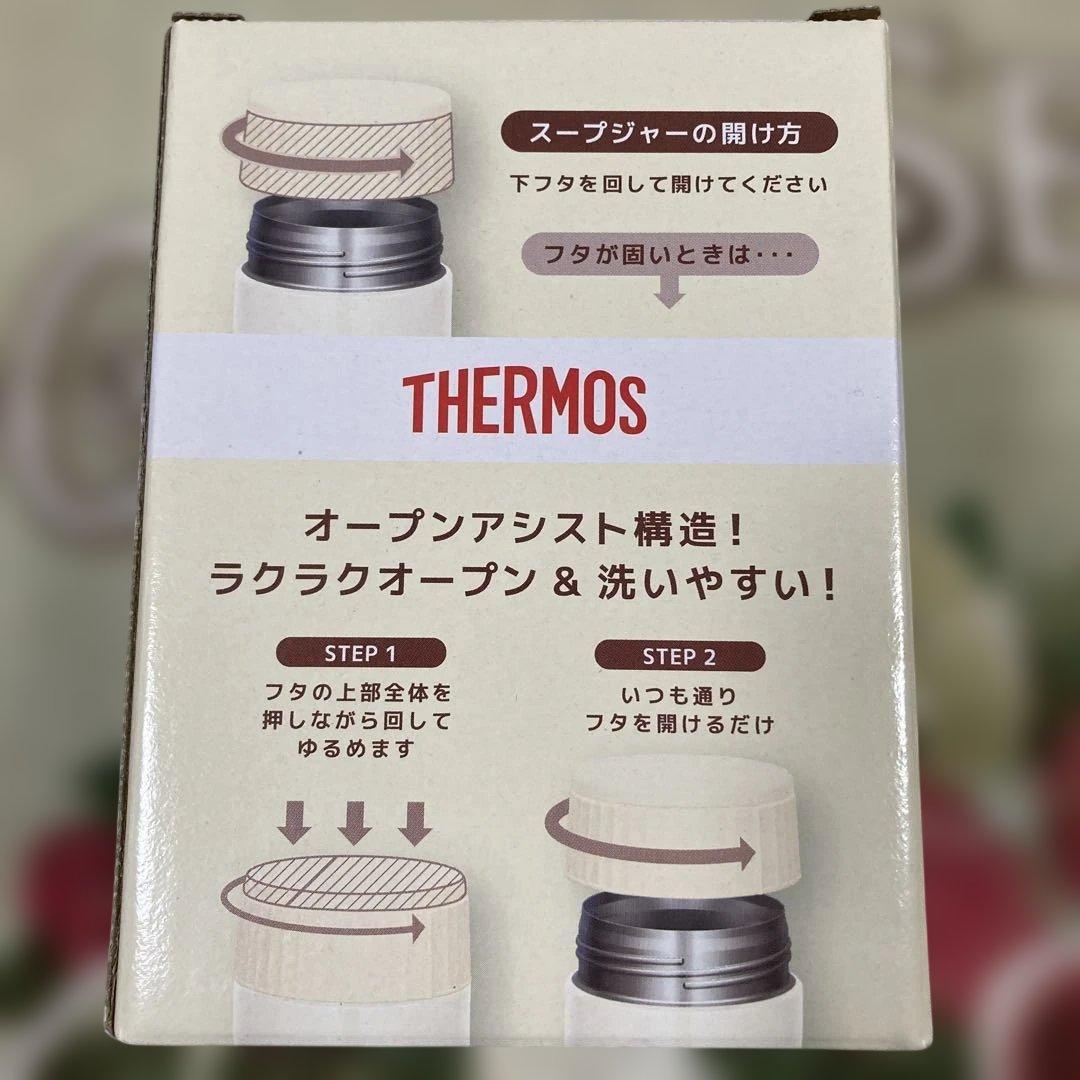 スープジャーの開け方
下フタを回して開けてください
フタが固いときは･･･
THERMOS
オープンアシスト構造！
ラクラクオープン & 洗いやすい！
STEP 1
フタの上部全体を
押しながら回して
ゆるめます
STEP 2
いつも通り
フタを開けるだけ